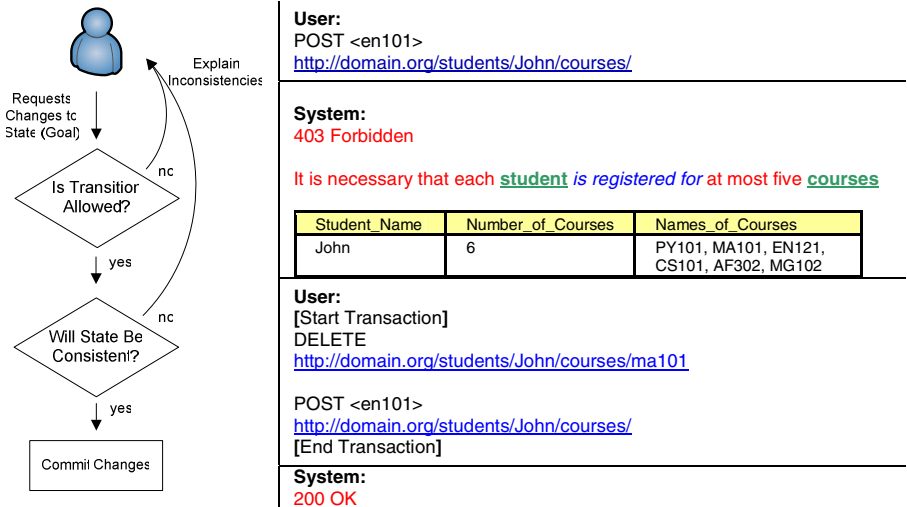 Explain
Inconsistencies
Requests
Changes to
State (Goal)
no
Is Transition
Allowed?
yes
no
Will State Be
Consistent?
yes
Commit Changes
User:
POST <en101>
http://domain.org/students/John/courses/
System:
403 Forbidden
It is necessary that each student is registered for at most five courses
Student_Name Number_of_Courses Names_of_Courses
John 6 PY101, MA101, EN121,
CS101, AF302, MG102
User:
[Start Transaction]
DELETE
http://domain.org/students/John/courses/ma101
POST <en101>
http://domain.org/students/John/courses/
[End Transaction]
System:
200 OK